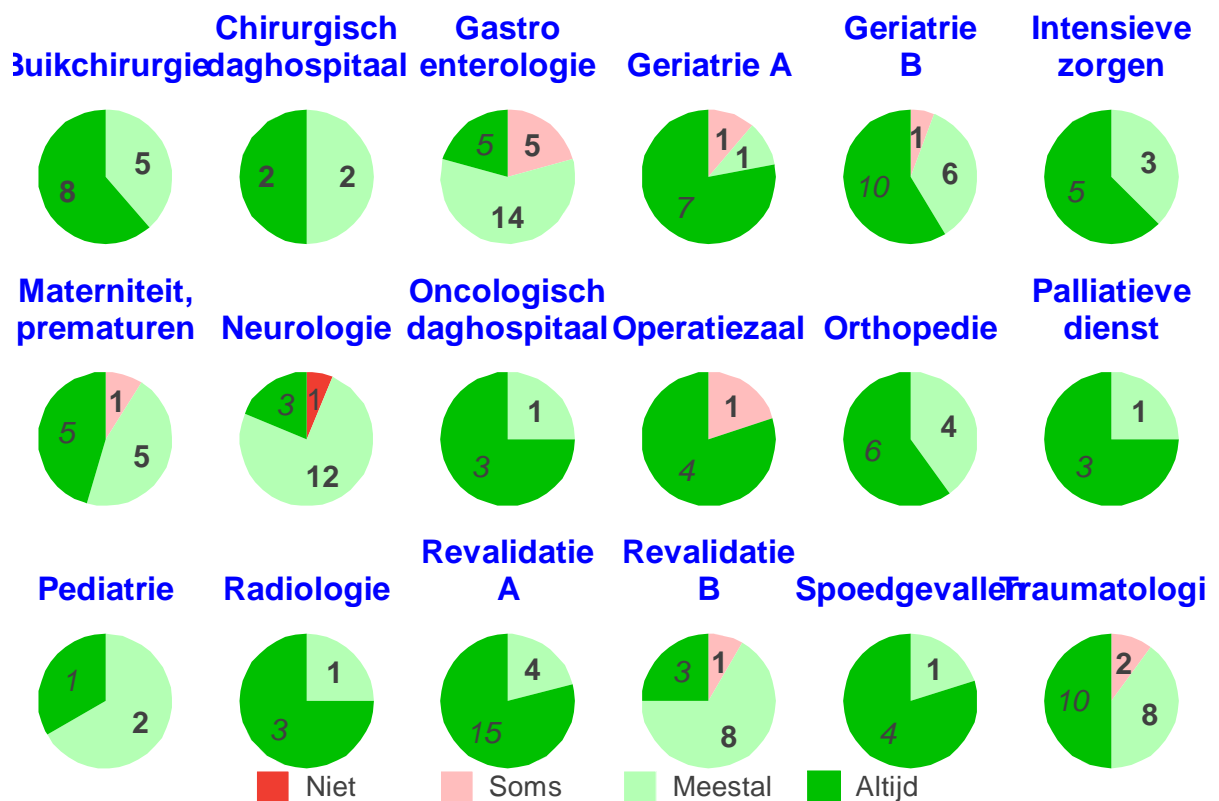 Chirurgisch Gastro Geriatrie Intensieve
Buikchirurgie daghospitaal enterologie Geriatrie A B zorgen
8 5 2 2 5 5 14 7 1 1 10 1 6 5 3
Materniteit, Oncologisch Palliatieve
prematuren Neurologie daghospitaal Operatiezaal Orthopedie dienst
5 1 5 3 1 12 3 1 4 1 6 4 3 1
Revalidatie Revalidatie
Pediatrie Radiologie A B Spoedgevallen Traumatologi
1 2 3 1 15 4 3 1 8 4 1 10 2 8
Niet Soms Meestal Altijd